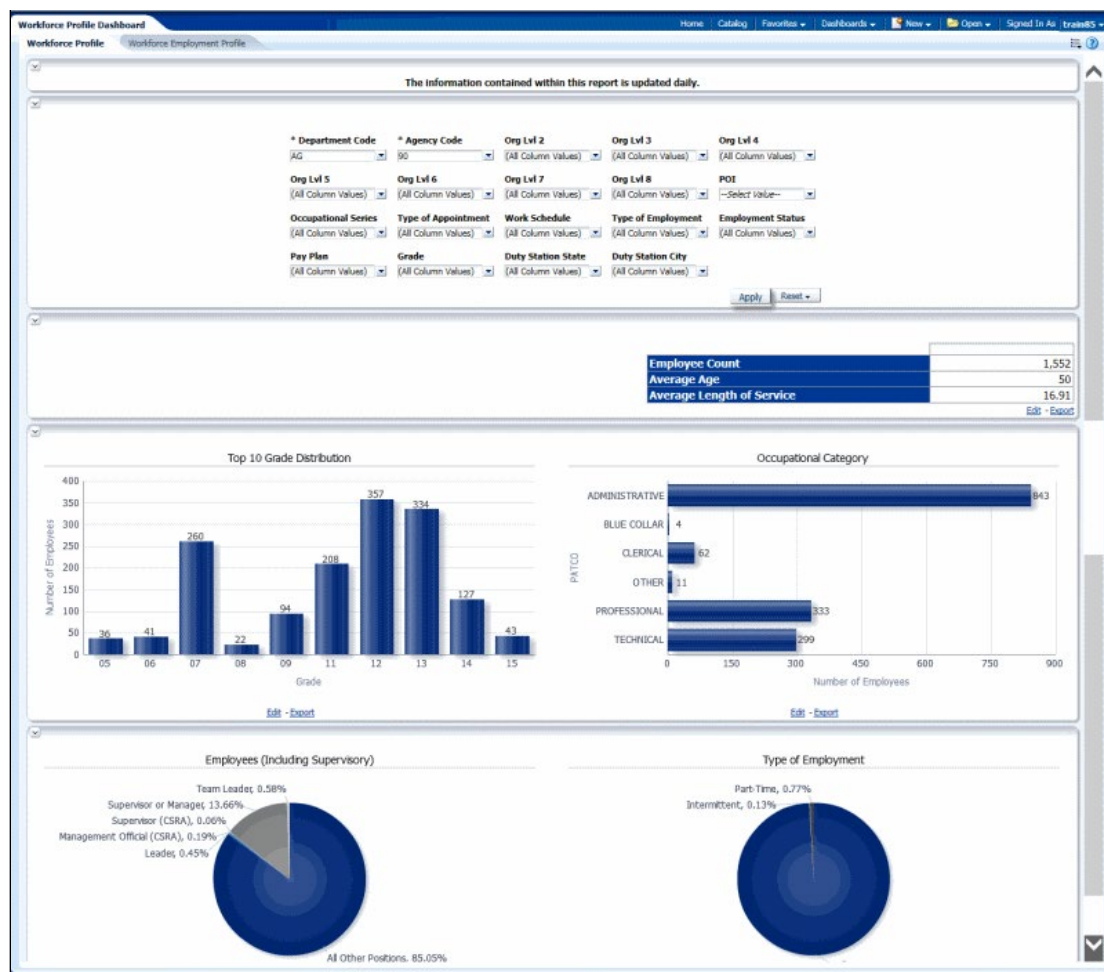 Workforce Profile Dashboard
Home Catalog Favorites Dashboards New Open Signed In As train85
Workforce Profile Workforce Employment Profile
The information contained within this report is updated daily.
* Department Code * Agency Code Org Lvl 2 Org Lvl 3 Org Lvl 4
AG 90 (All Column Values) (All Column Values) (All Column Values)
Org Lvl 5 Org Lvl 6 Org Lvl 7 Org Lvl 8 POI
(All Column Values) (All Column Values) (All Column Values) (All Column Values) --Select Value--
Occupational Series Type of Appointment Work Schedule Type of Employment Employment Status
(All Column Values) (All Column Values) (All Column Values) (All Column Values) (All Column Values)
Pay Plan Grade Duty Station State Duty Station City
(All Column Values) (All Column Values) (All Column Values) (All Column Values)
Apply Reset
Employee Count 1,552
Average Age 50
Average Length of Service 16.91
Edit - Export
Top 10 Grade Distribution
Number of Employees
400
350
300
250
200
150
100
50
0
36 41 260 22 94 208 357 334 127 43
05 06 07 08 09 11 12 13 14 15
Grade
Edit - Export
Occupational Category
PATCO
ADMINISTRATIVE 843
BLUE COLLAR 4
CLERICAL 62
OTHER 11
PROFESSIONAL 333
TECHNICAL 299
0 150 300 450 600 750 900
Number of Employees
Edit - Export
Employees (Including Supervisory)
Team Leader, 0.58%
Supervisor or Manager, 13.66%
Supervisor (CSRA), 0.06%
Management Official (CSRA), 0.19%
Leader, 0.45%
All Other Positions, 85.05%
Type of Employment
Part-Time, 0.77%
Intermittent, 0.13%